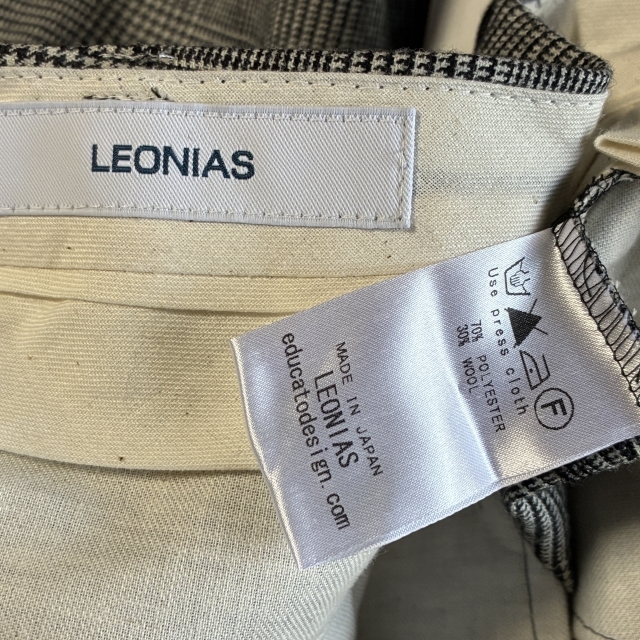 LEONIAS
Use press cloth
F
70% POLYESTER
30% WOOL
MADE IN JAPAN
LEONIAS
educatodesign.com